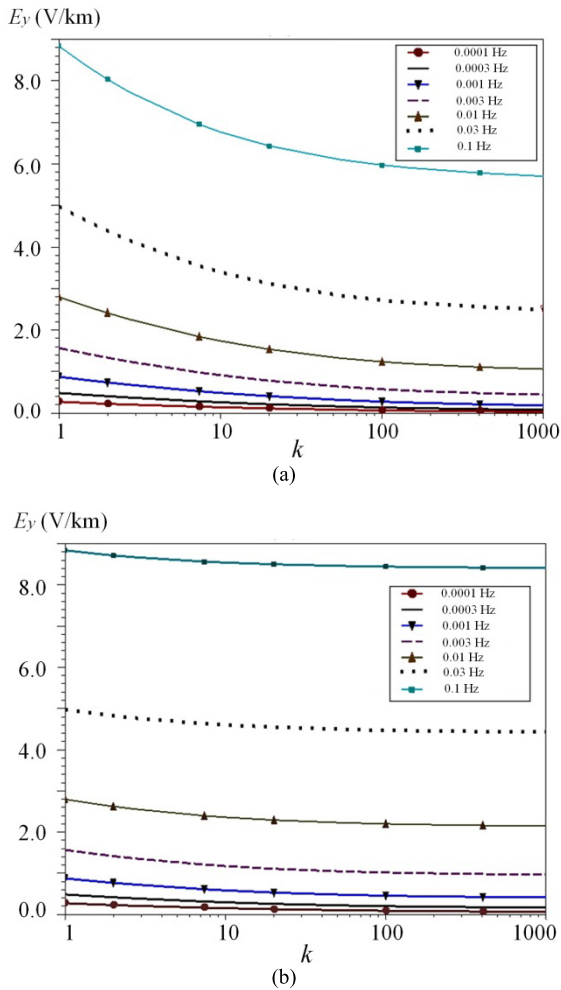 Ey (V/km)
8.0
6.0
4.0
2.0
0.0
0.0001 Hz
0.0003 Hz
0.001 Hz
0.003 Hz
0.01 Hz
0.03 Hz
0.1 Hz
1 10 100 1000
k
(a)
Ey (V/km)
8.0
6.0
4.0
2.0
0.0
0.0001 Hz
0.0003 Hz
0.001 Hz
0.003 Hz
0.01 Hz
0.03 Hz
0.1 Hz
1 10 100 1000
k
(b)